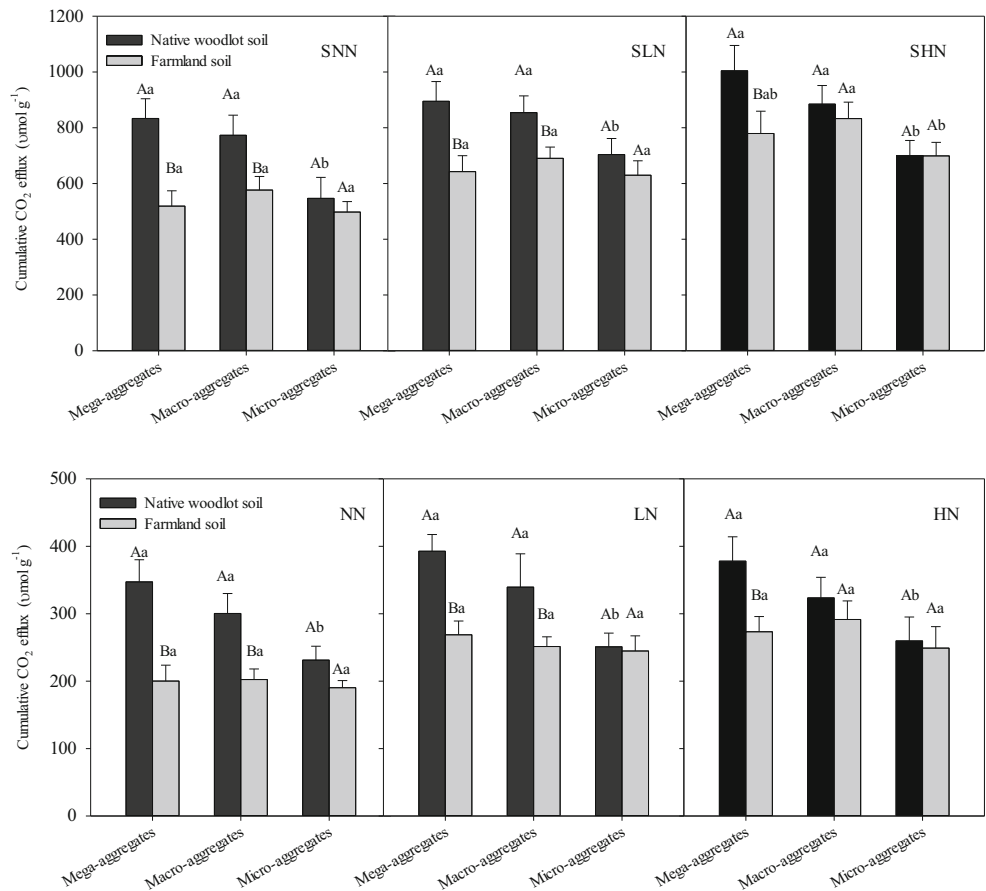 1200
1000
800
600
400
200
0
Cumulative CO₂ efflux (υmol g⁻¹)
Native woodlot soil
Farmland soil
SNN
Aa
Ba
Aa
Ba
Ab
Aa
Mega-aggregates
Macro-aggregates
Micro-aggregates
SLN
Aa
Ba
Aa
Ba
Ab
Aa
Mega-aggregates
Macro-aggregates
Micro-aggregates
SHN
Aa
Bab
Aa
Aa
Ab
Ab
Mega-aggregates
Macro-aggregates
Micro-aggregates
500
400
300
200
100
0
Cumulative CO₂ efflux (υmol g⁻¹)
Native woodlot soil
Farmland soil
NN
Aa
Ba
Aa
Ba
Ab
Aa
Mega-aggregates
Macro-aggregates
Micro-aggregates
LN
Aa
Ba
Aa
Ba
Ab
Aa
Mega-aggregates
Macro-aggregates
Micro-aggregates
HN
Aa
Ba
Aa
Aa
Ab
Aa
Mega-aggregates
Macro-aggregates
Micro-aggregates